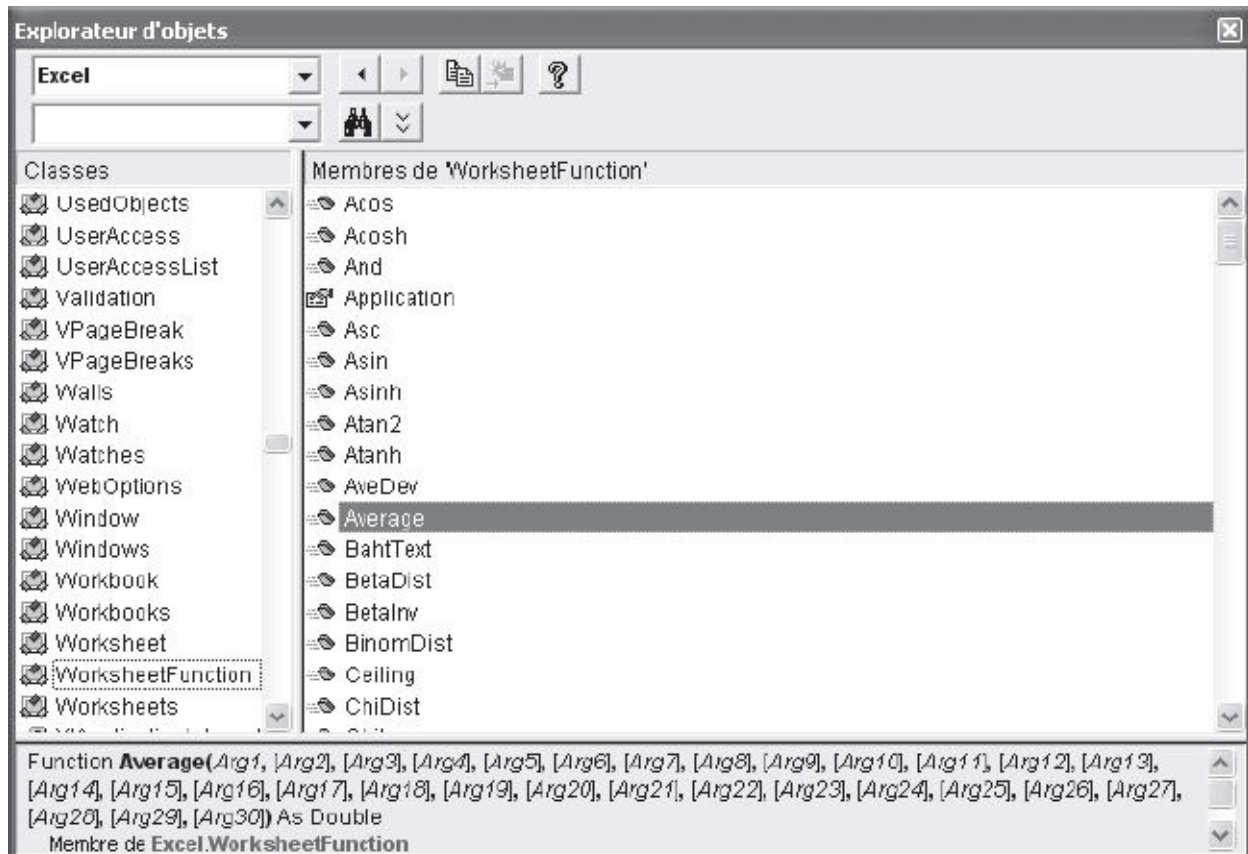 Explorateur d'objets
Excel
Classes
UsedObjects
UserAccess
UserAccessList
Validation
VPageBreak
VPageBreaks
Walls
Watch
Watches
WebOptions
Window
Windows
Workbook
Workbooks
Worksheet
WorksheetFunction
Worksheets
Membres de 'WorksheetFunction'
Acos
Acosh
And
Application
Asc
Asin
Asinh
Atan2
Atanh
AveDev
Average
BahtText
BetaDist
BetaInv
BinomDist
Ceiling
ChiDist
Function Average(Arg1, [Arg2], [Arg3], [Arg4], [Arg5], [Arg6], [Arg7], [Arg8], [Arg9], [Arg10], [Arg11], [Arg12], [Arg13],
[Arg14], [Arg15], [Arg16], [Arg17], [Arg18], [Arg19], [Arg20], [Arg21], [Arg22], [Arg23], [Arg24], [Arg25], [Arg26], [Arg27],
[Arg28], [Arg29], [Arg30]) As Double
Membre de Excel.WorksheetFunction